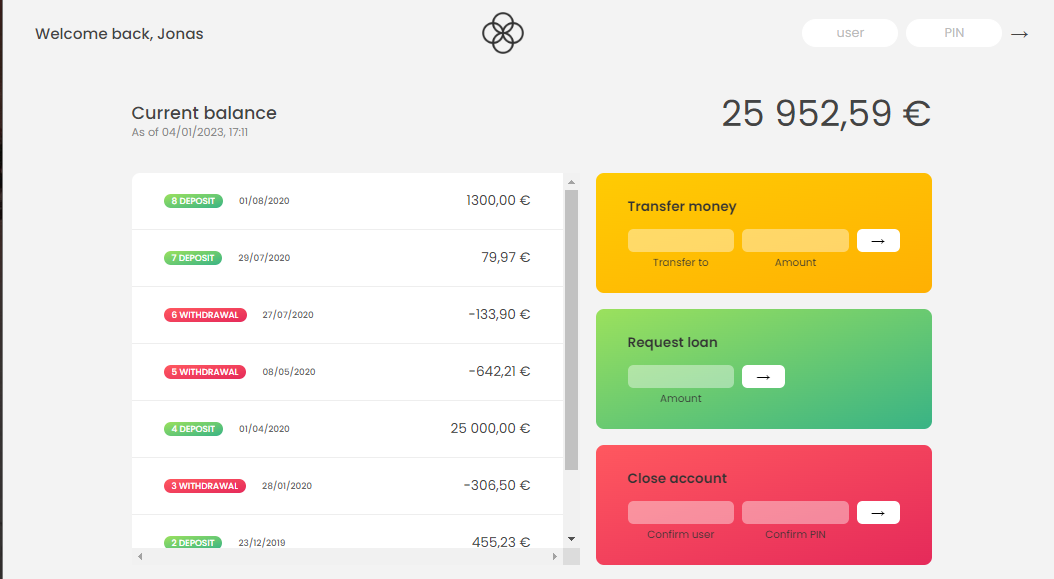 Welcome back, Jonas
user
PIN
→
Current balance
As of 04/01/2023, 17:11
25 952,59 €
8 DEPOSIT 01/08/2020 1300,00 €
7 DEPOSIT 29/07/2020 79,97 €
6 WITHDRAWAL 27/07/2020 -133,90 €
5 WITHDRAWAL 08/05/2020 -642,21 €
4 DEPOSIT 01/04/2020 25 000,00 €
3 WITHDRAWAL 28/01/2020 -306,50 €
2 DEPOSIT 23/12/2019 455,23 €
Transfer money
→
Transfer to Amount
Request loan
→
Amount
Close account
→
Confirm user Confirm PIN